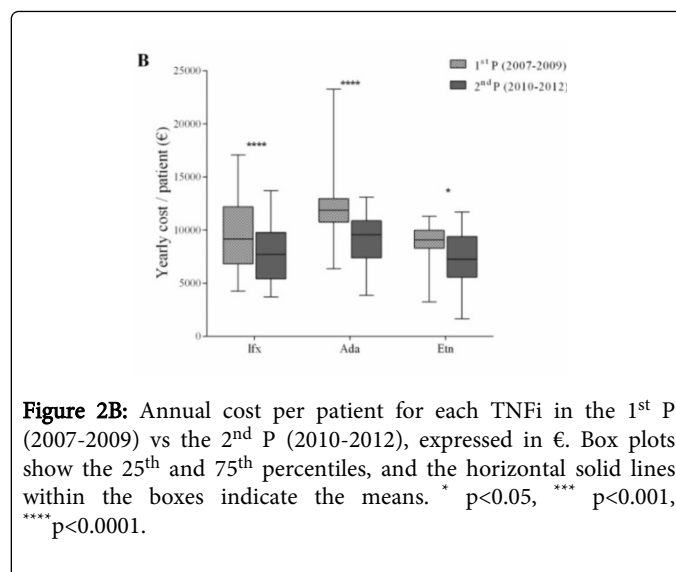 B
1st P (2007-2009)
2nd P (2010-2012)
Yearly cost / patient (€)
25000
20000
15000
10000
5000
0
****
****
*
Ifx
Ada
Etn
Figure 2B: Annual cost per patient for each TNFi in the 1st P
(2007-2009) vs the 2nd P (2010-2012), expressed in €. Box plots
show the 25th and 75th percentiles, and the horizontal solid lines
within the boxes indicate the means. * p<0.05, *** p<0.001,
****p<0.0001.